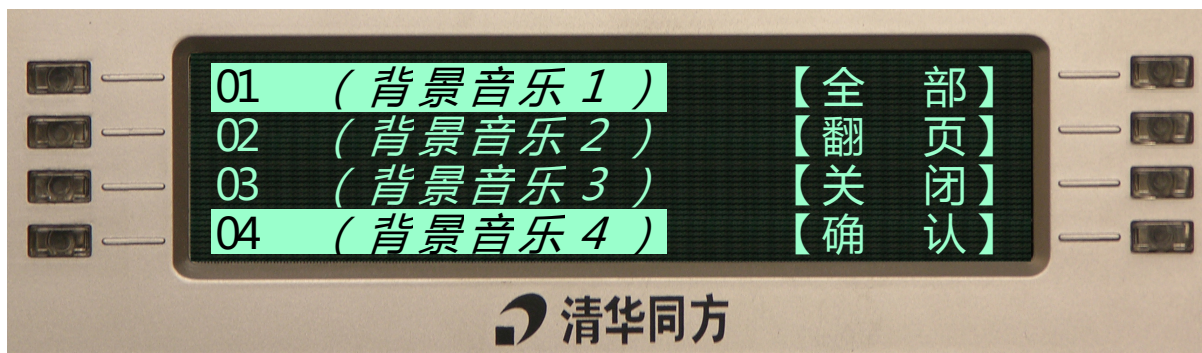 01 （背景音乐1） 【全 部】
02 （背景音乐2） 【翻 页】
03 （背景音乐3） 【关 闭】
04 （背景音乐4） 【确 认】
清华同方